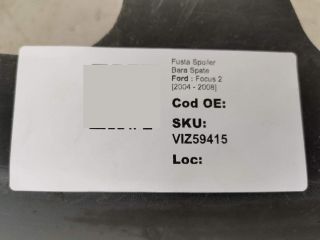 Fusta Spoiler
Bara Spate
Ford : Focus 2
[2004 - 2008]
Cod OE:
SKU:
VIZ59415
Loc: